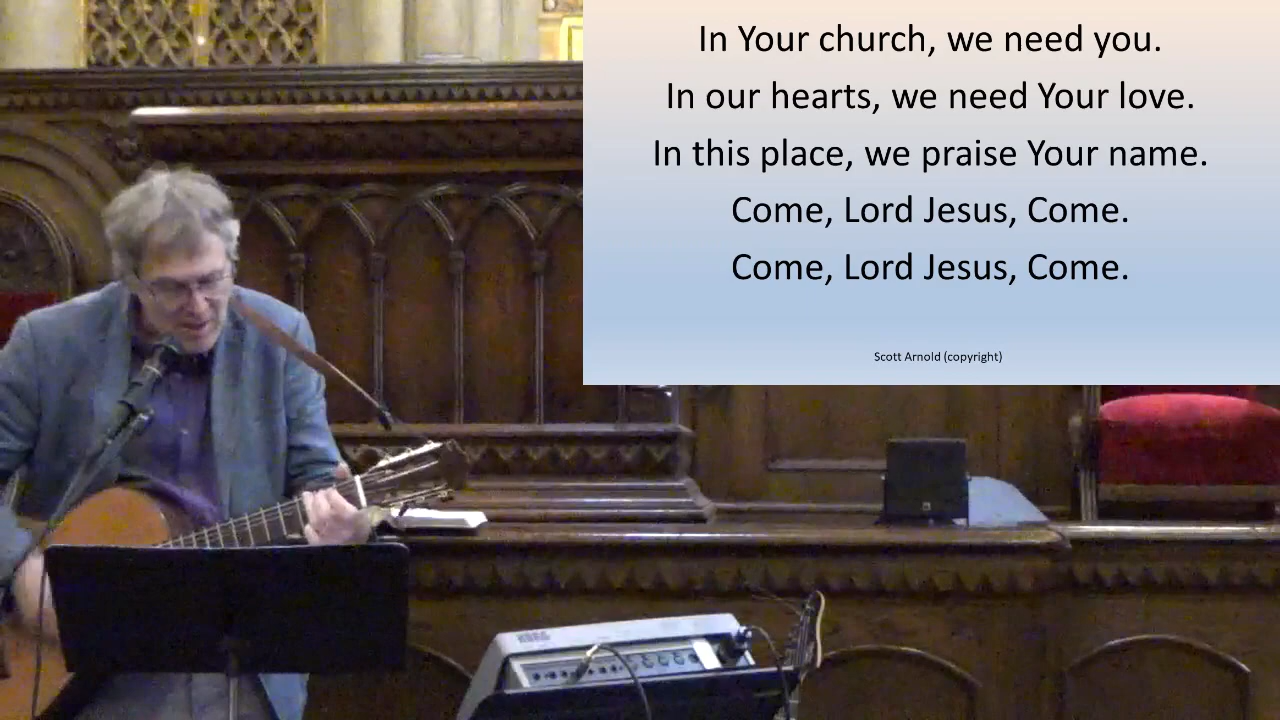 In Your church, we need you.
In our hearts, we need Your love.
In this place, we praise Your name.
Come, Lord Jesus, Come.
Come, Lord Jesus, Come.
Scott Arnold (copyright)
KORG